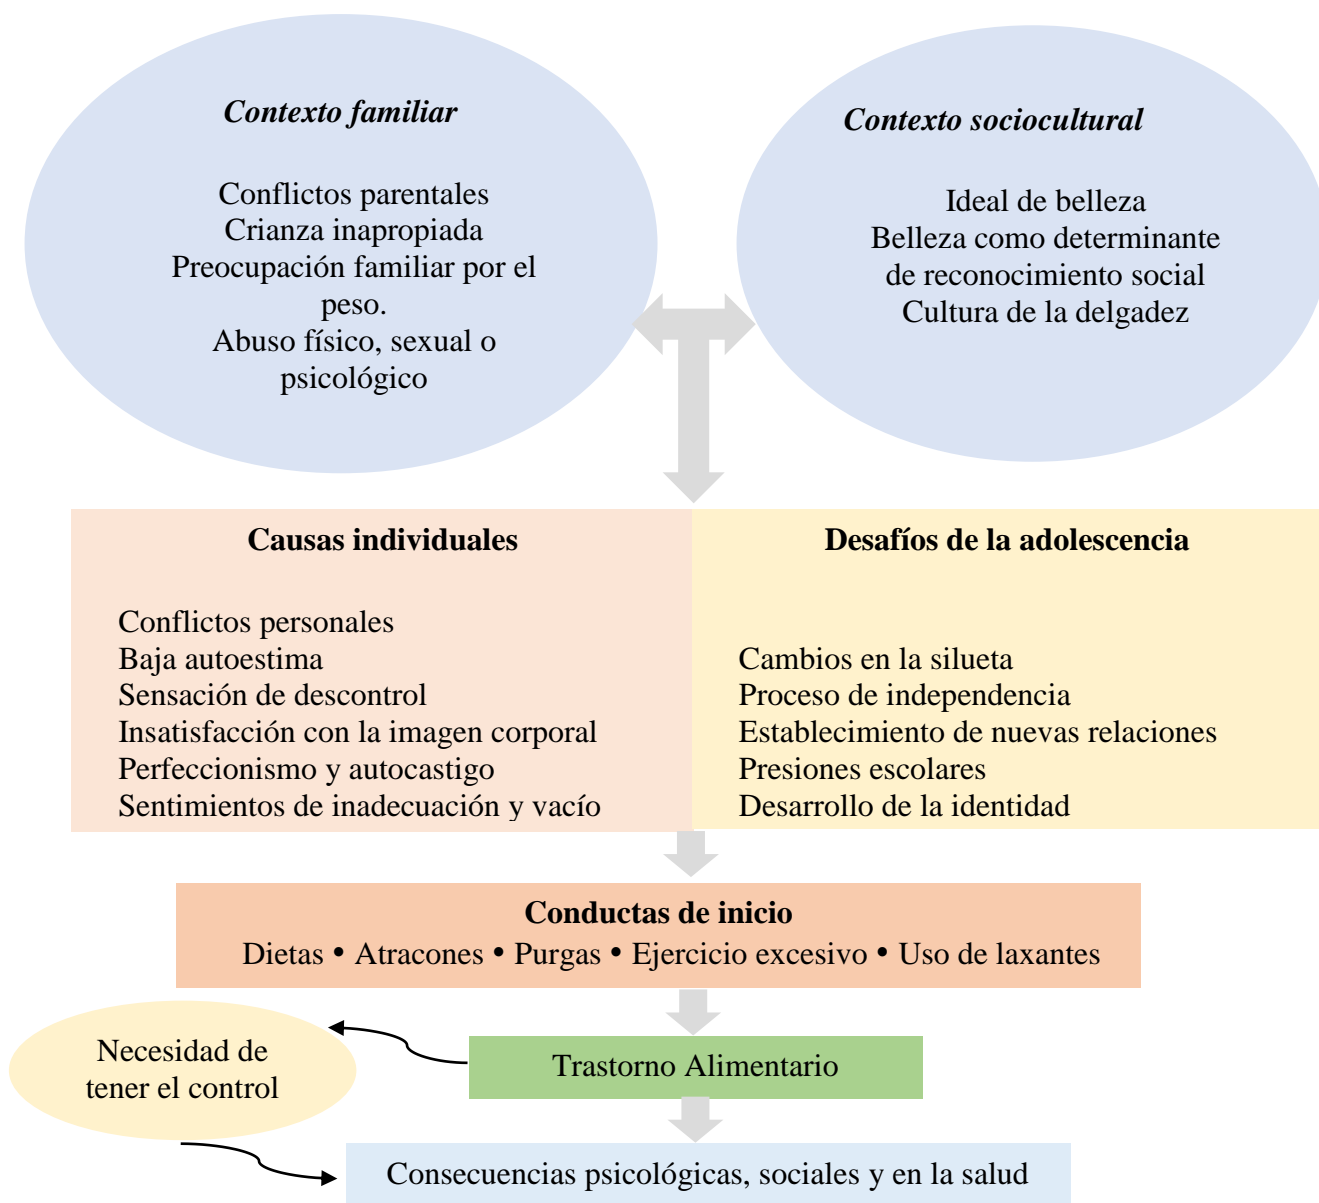 Contexto familiar
Conflictos parentales
Crianza inapropiada
Preocupación familiar por el
peso.
Abuso físico, sexual o
psicológico
Contexto sociocultural
Ideal de belleza
Belleza como determinante
de reconocimiento social
Cultura de la delgadez
Causas individuales
Conflictos personales
Baja autoestima
Sensación de descontrol
Insatisfacción con la imagen corporal
Perfeccionismo y autocastigo
Sentimientos de inadecuación y vacío
Desafíos de la adolescencia
Cambios en la silueta
Proceso de independencia
Establecimiento de nuevas relaciones
Presiones escolares
Desarrollo de la identidad
Conductas de inicio
Dietas • Atracones • Purgas • Ejercicio excesivo • Uso de laxantes
Necesidad de
tener el control
Trastorno Alimentario
Consecuencias psicológicas, sociales y en la salud